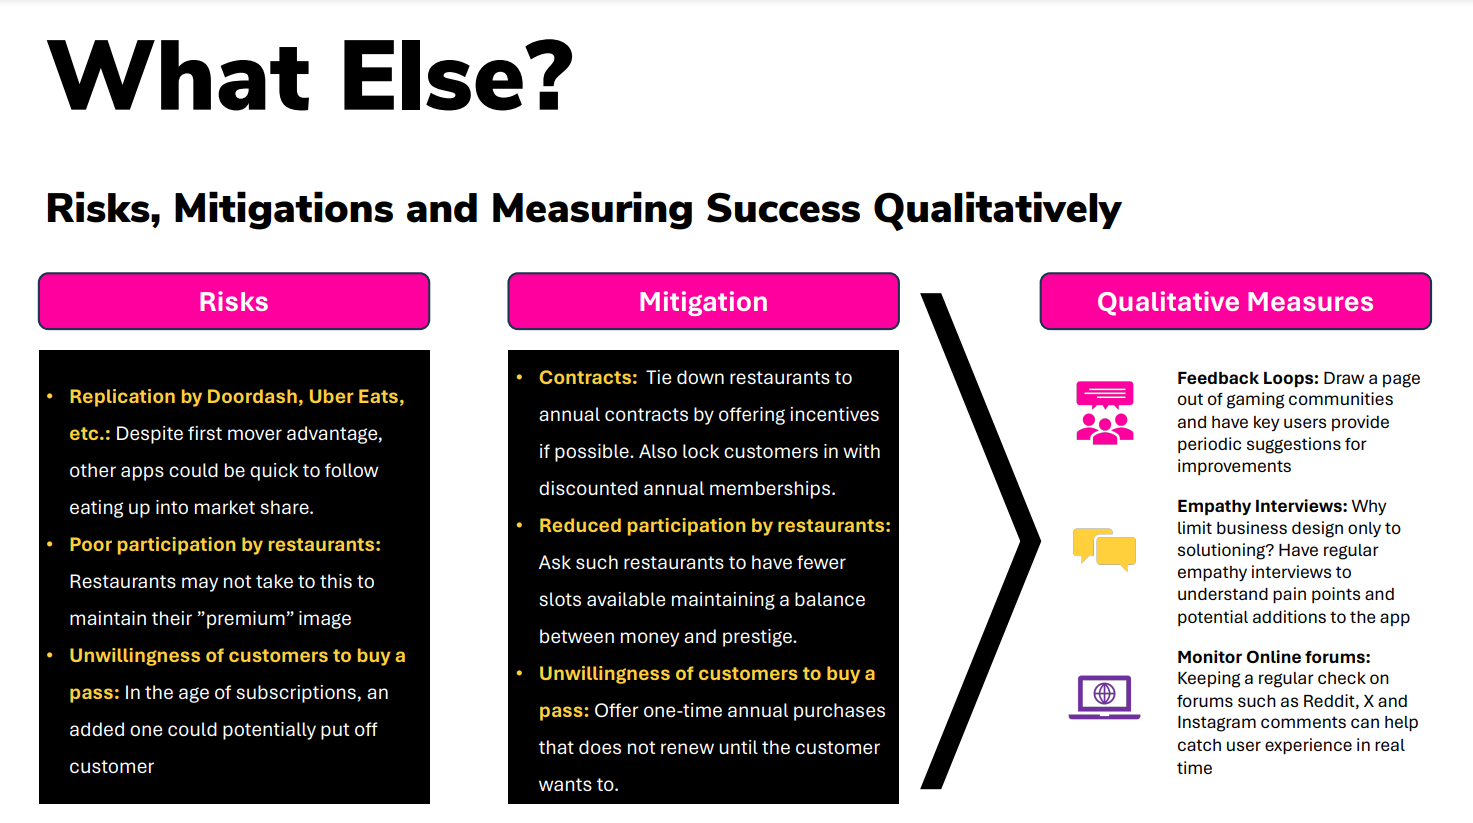 What Else?
Risks, Mitigations and Measuring Success Qualitatively
Risks
• Replication by Doordash, Uber Eats,
etc.: Despite first mover advantage,
other apps could be quick to follow
eating up into market share.
• Poor participation by restaurants:
Restaurants may not take to this to
maintain their ”premium” image
• Unwillingness of customers to buy a
pass: In the age of subscriptions, an
added one could potentially put off
customer
Mitigation
• Contracts: Tie down restaurants to
annual contracts by offering incentives
if possible. Also lock customers in with
discounted annual memberships.
• Reduced participation by restaurants:
Ask such restaurants to have fewer
slots available maintaining a balance
between money and prestige.
• Unwillingness of customers to buy a
pass: Offer one-time annual purchases
that does not renew until the customer
wants to.
Qualitative Measures
Feedback Loops: Draw a page
out of gaming communities
and have key users provide
periodic suggestions for
improvements
Empathy Interviews: Why
limit business design only to
solutioning? Have regular
empathy interviews to
understand pain points and
potential additions to the app
Monitor Online forums:
Keeping a regular check on
forums such as Reddit, X and
Instagram comments can help
catch user experience in real
time